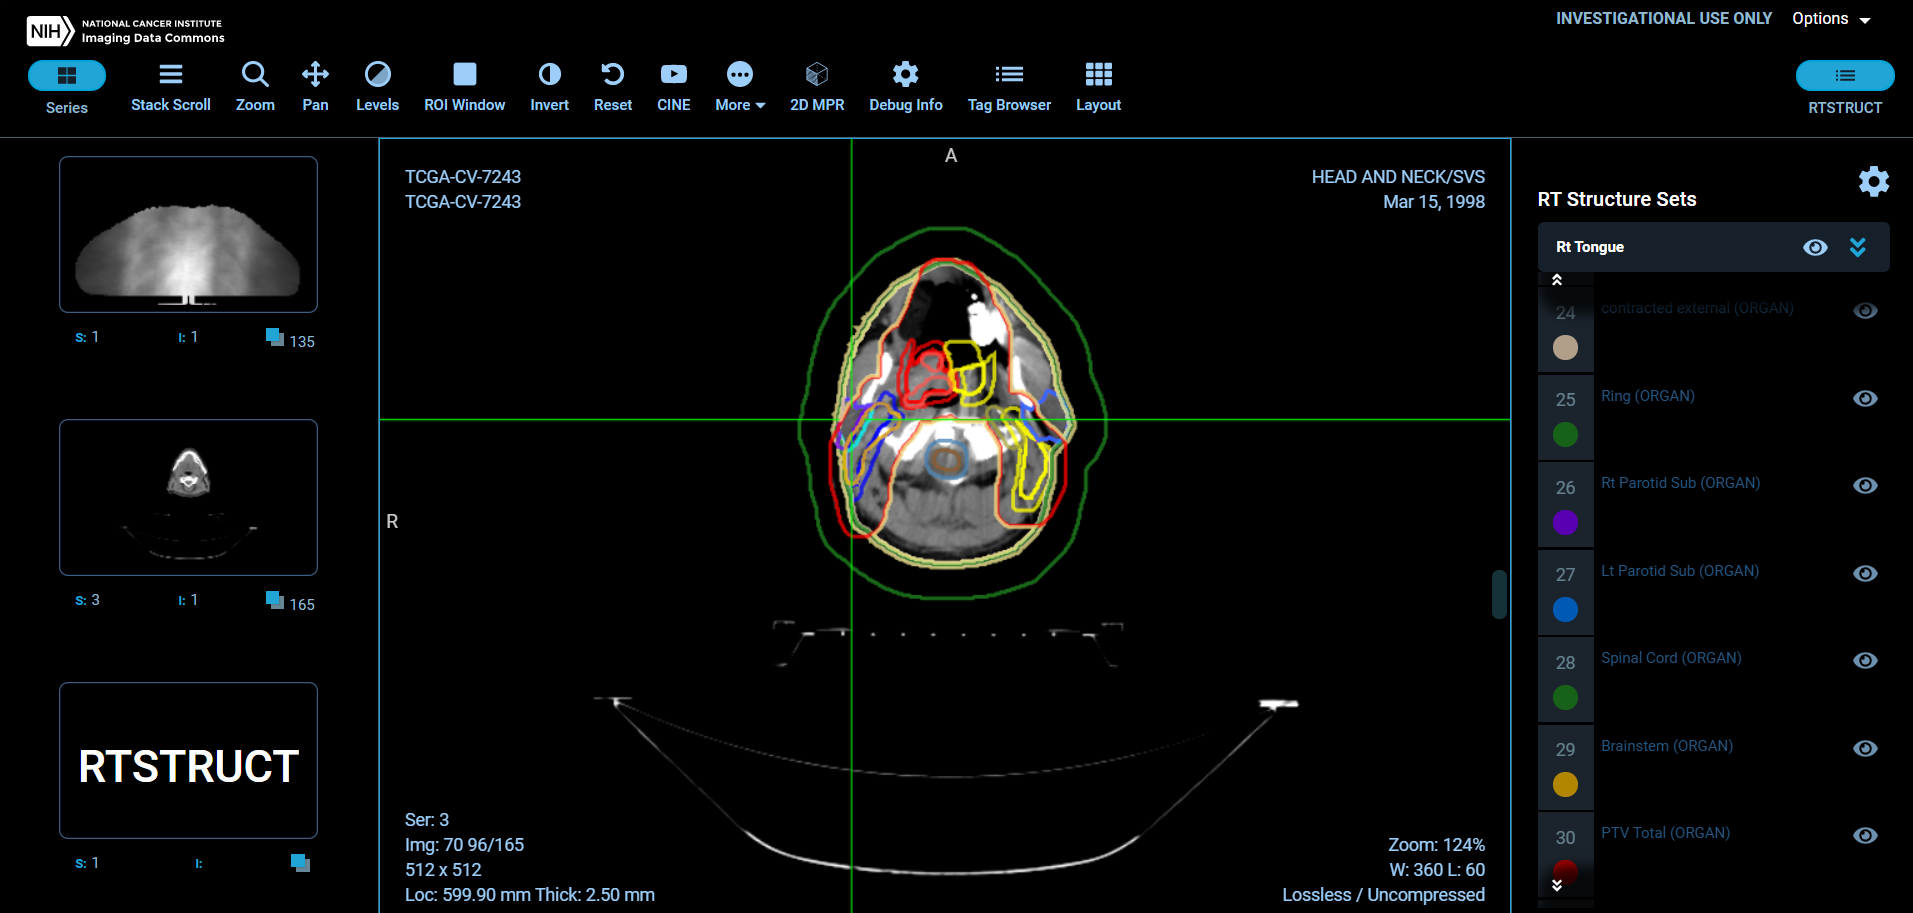 NIH
NATIONAL CANCER INSTITUTE
Imaging Data Commons
INVESTIGATIONAL USE ONLY
Options
Series
Stack Scroll
Zoom
Pan
Levels
ROI Window
Invert
Reset
CINE
More
2D MPR
Debug Info
Tag Browser
Layout
RTSTRUCT
S: 1
I: 1
135
S: 3
I: 1
165
RTSTRUCT
S: 1
I:
TCGA-CV-7243
TCGA-CV-7243
A
HEAD AND NECK/SVS
Mar 15, 1998
R
Ser: 3
Img: 70 96/165
512 x 512
Loc: 599.90 mm Thick: 2.50 mm
Zoom: 124%
W: 360 L: 60
Lossless / Uncompressed
RT Structure Sets
Rt Tongue
24
contracted external (ORGAN)
25
Ring (ORGAN)
26
Rt Parotid Sub (ORGAN)
27
Lt Parotid Sub (ORGAN)
28
Spinal Cord (ORGAN)
29
Brainstem (ORGAN)
30
PTV Total (ORGAN)